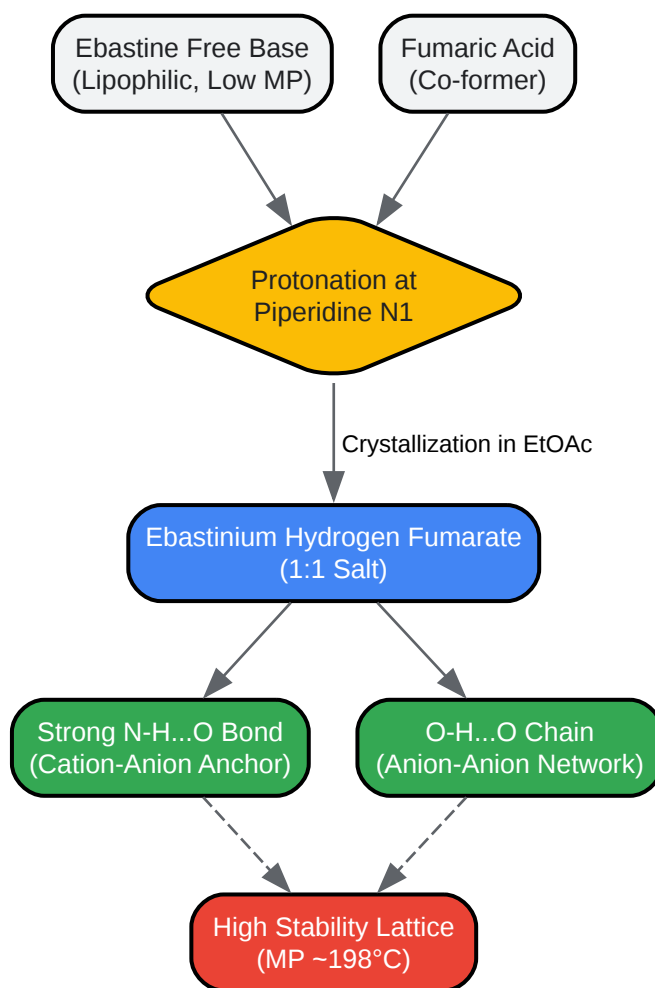 Ebastine Free Base
(Lipophilic, Low MP)
Fumaric Acid
(Co-former)
Protonation at
Piperidine N1
Crystallization in EtOAc
Ebastinium Hydrogen Fumarate
(1:1 Salt)
Strong N-H...O Bond
(Cation-Anion Anchor)
O-H...O Chain
(Anion-Anion Network)
High Stability Lattice
(MP ~198°C)